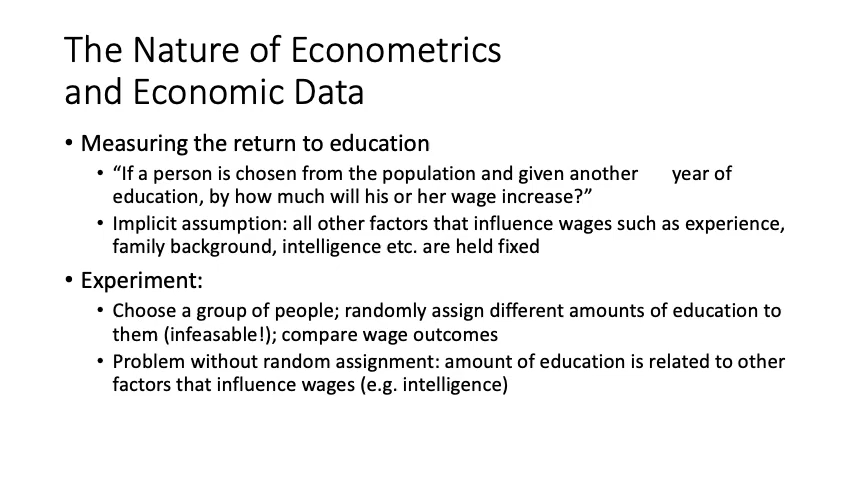 The Nature of Econometrics
and Economic Data
• Measuring the return to education
• “If a person is chosen from the population and given another year of
education, by how much will his or her wage increase?”
• Implicit assumption: all other factors that influence wages such as experience,
family background, intelligence etc. are held fixed
• Experiment:
• Choose a group of people; randomly assign different amounts of education to
them (infeasable!); compare wage outcomes
• Problem without random assignment: amount of education is related to other
factors that influence wages (e.g. intelligence)